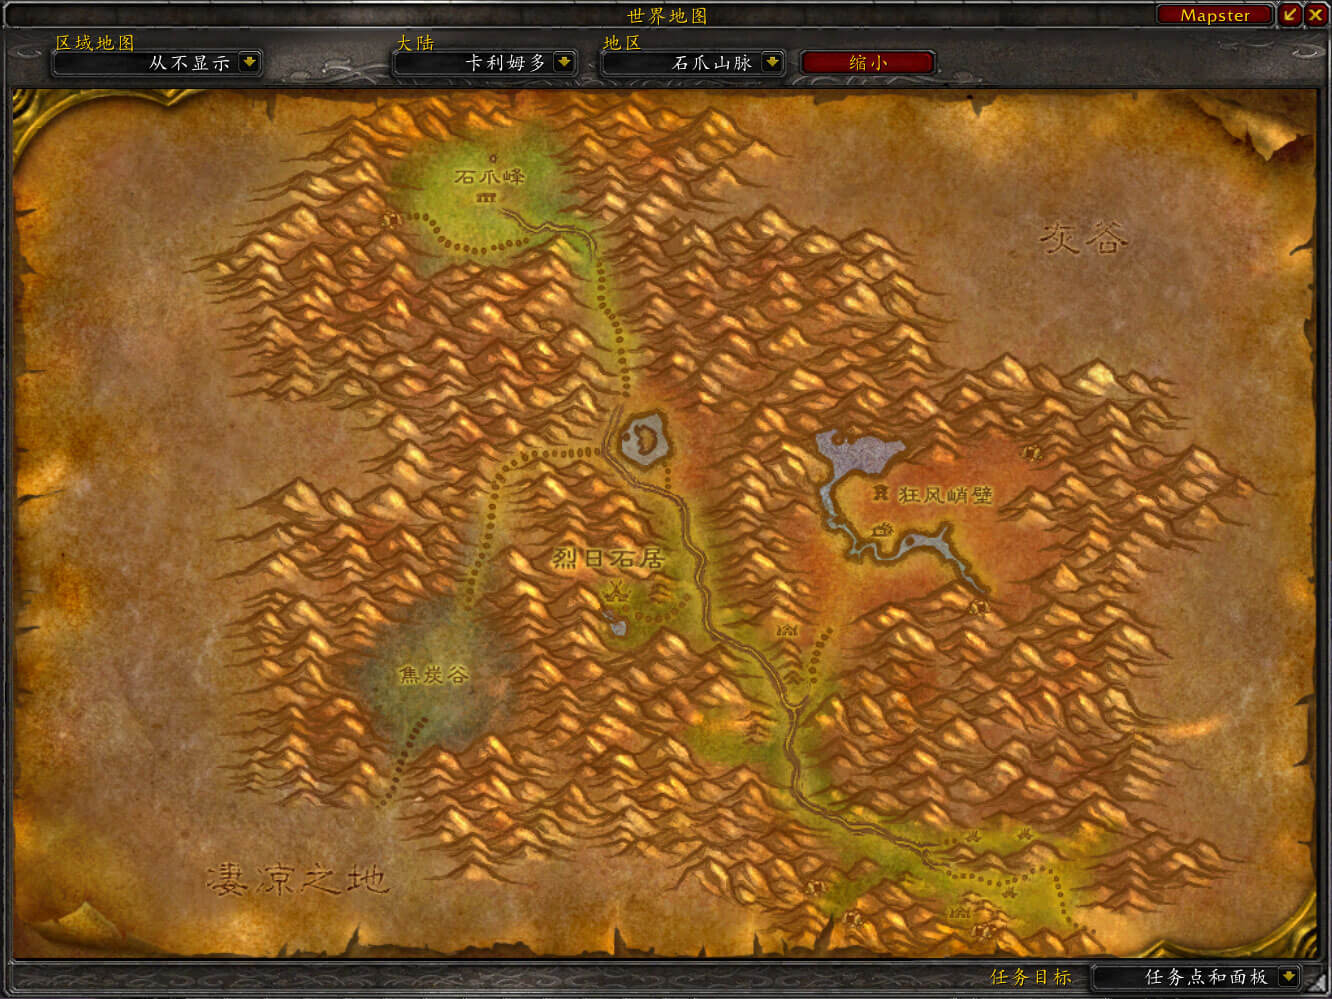 世界地图
Mapster
区域地图
大陆
地区
从不显示
卡利姆多
石爪山脉
缩小
石爪峰
灰谷
狂风峭壁
烈日石居
焦炭谷
凄凉之地
任务目标
任务点和面板